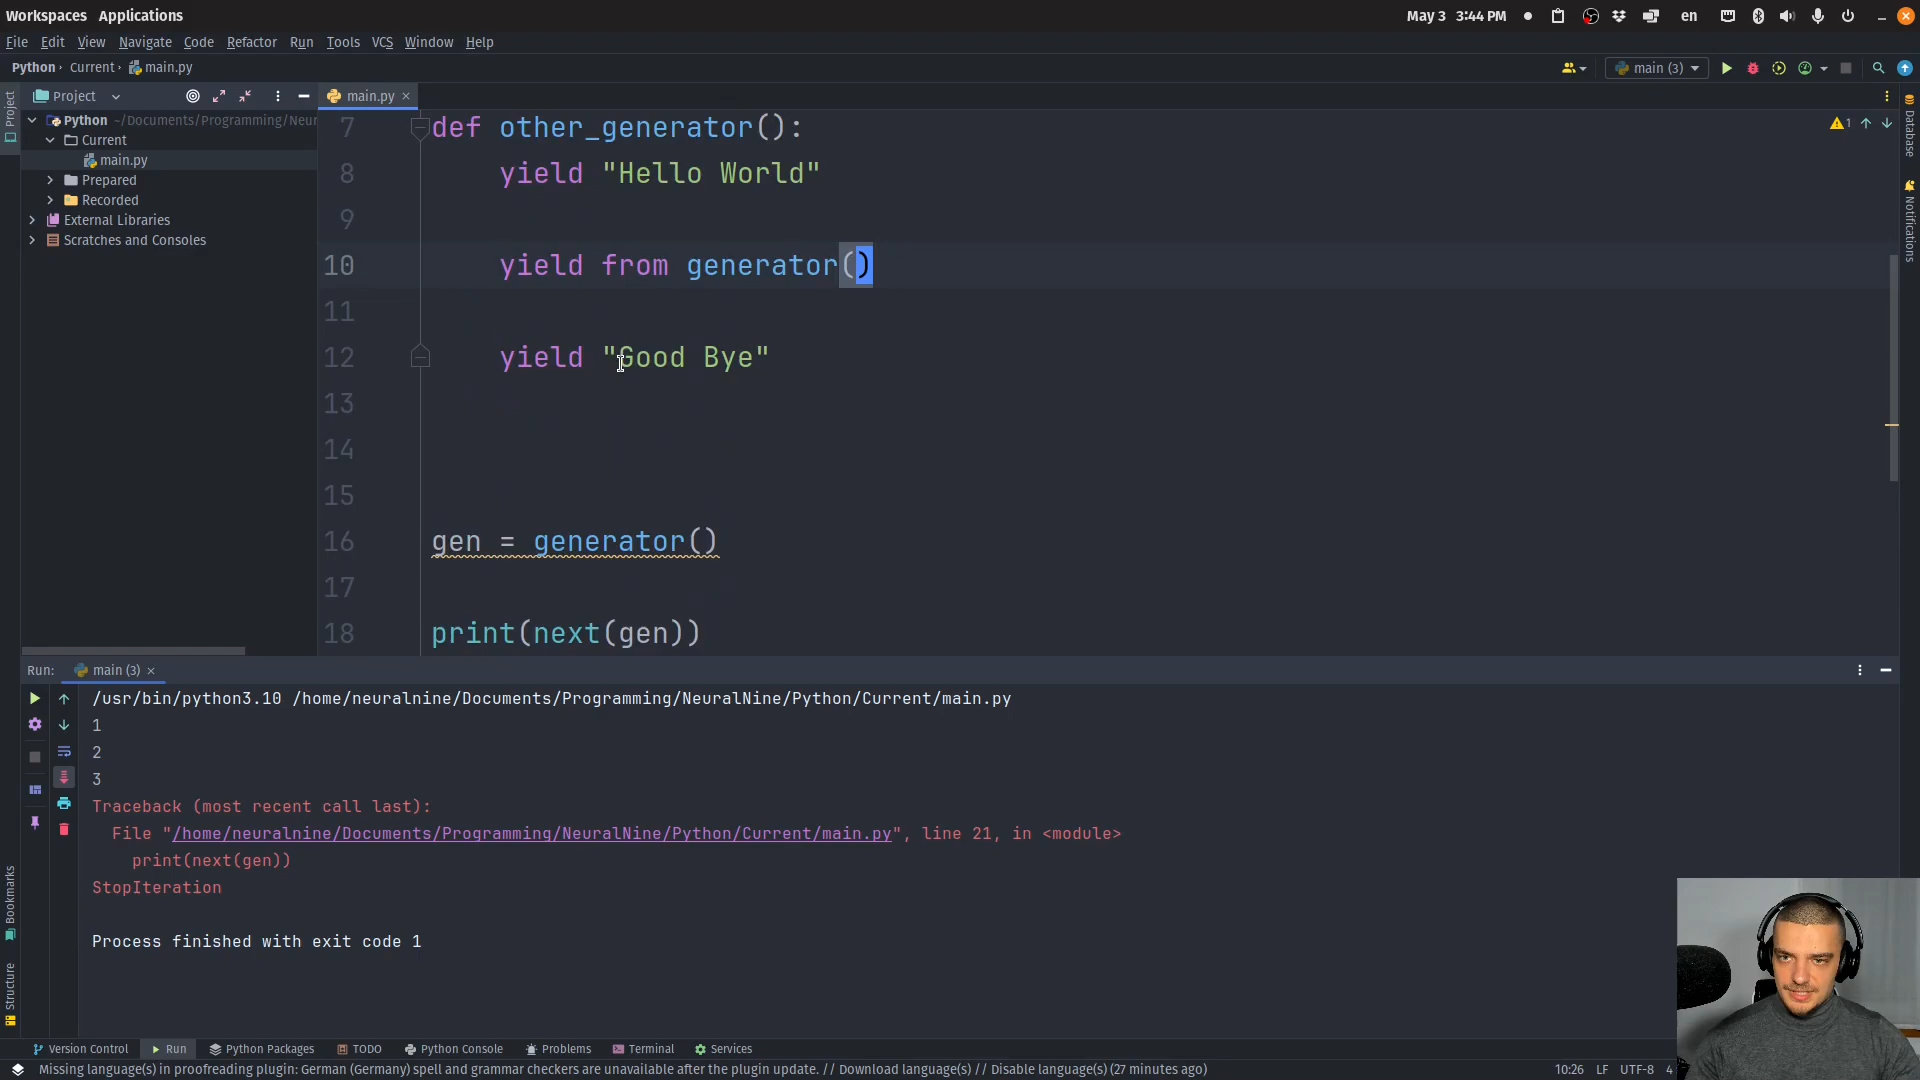 Workspaces Applications May 3 3:44 PM en
File Edit View Navigate Code Refactor Run Tools VCS Window Help
Python Current main.py main (3)
Project main.py
Python ~/Documents/Programming/Neur
Current
main.py
Prepared
Recorded
External Libraries
Scratches and Consoles
Project
Bookmarks
Structure
Database
Notifications
1
7 def other_generator():
8 yield "Hello World"
9
10 yield from generator()
11
12 yield "Good Bye"
13
14
15
16 gen = generator()
17
18 print(next(gen))
Run: main (3)
/usr/bin/python3.10 /home/neuralnine/Documents/Programming/NeuralNine/Python/Current/main.py
1
2
3
Traceback (most recent call last):
File "/home/neuralnine/Documents/Programming/NeuralNine/Python/Current/main.py", line 21, in <module>
print(next(gen))
StopIteration
Process finished with exit code 1
Version Control Run Python Packages TODO Python Console Problems Terminal Services
Missing language(s) in proofreading plugin: German (Germany) spell and grammar checkers are unavailable after the plugin update. // Download language(s) // Disable language(s) (27 minutes ago) 10:26 LF UTF-8 4